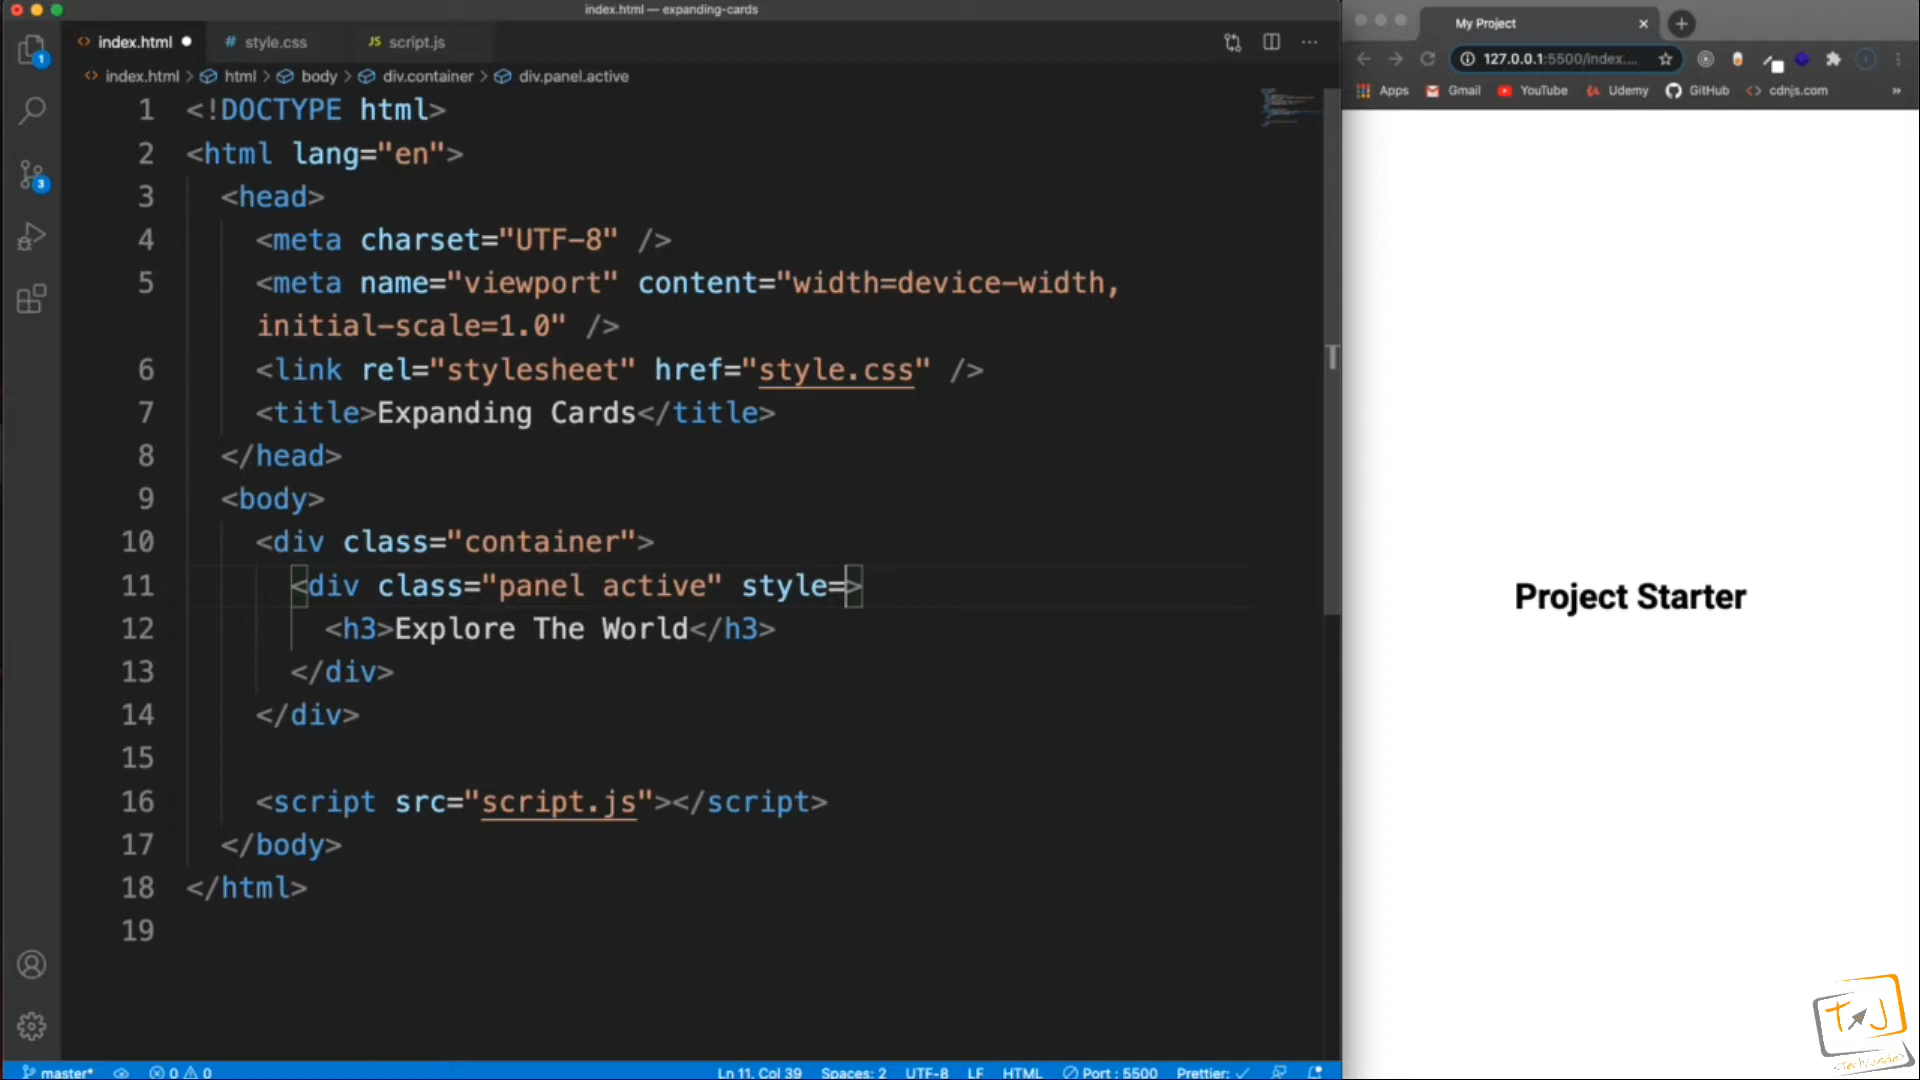 index.html — expanding-cards
index.html style.css script.js
JS
index.html > html > body > div.container > div.panel.active
1 <!DOCTYPE html>
2 <html lang="en">
3 <head>
4 <meta charset="UTF-8" />
5 <meta name="viewport" content="width=device-width,
initial-scale=1.0" />
6 <link rel="stylesheet" href="style.css" />
7 <title>Expanding Cards</title>
8 </head>
9 <body>
10 <div class="container">
11 <div class="panel active" style=>
12 <h3>Explore The World</h3>
13 </div>
14 </div>
15
16 <script src="script.js"></script>
17 </body>
18 </html>
19
1
3
master* 0 0 Ln 11, Col 39 Spaces: 2 UTF-8 LF HTML Port : 5500 Prettier: ✓
My Project
127.0.0.1:5500/index....
Apps Gmail YouTube Udemy GitHub cdnjs.com »
Project Starter
T J